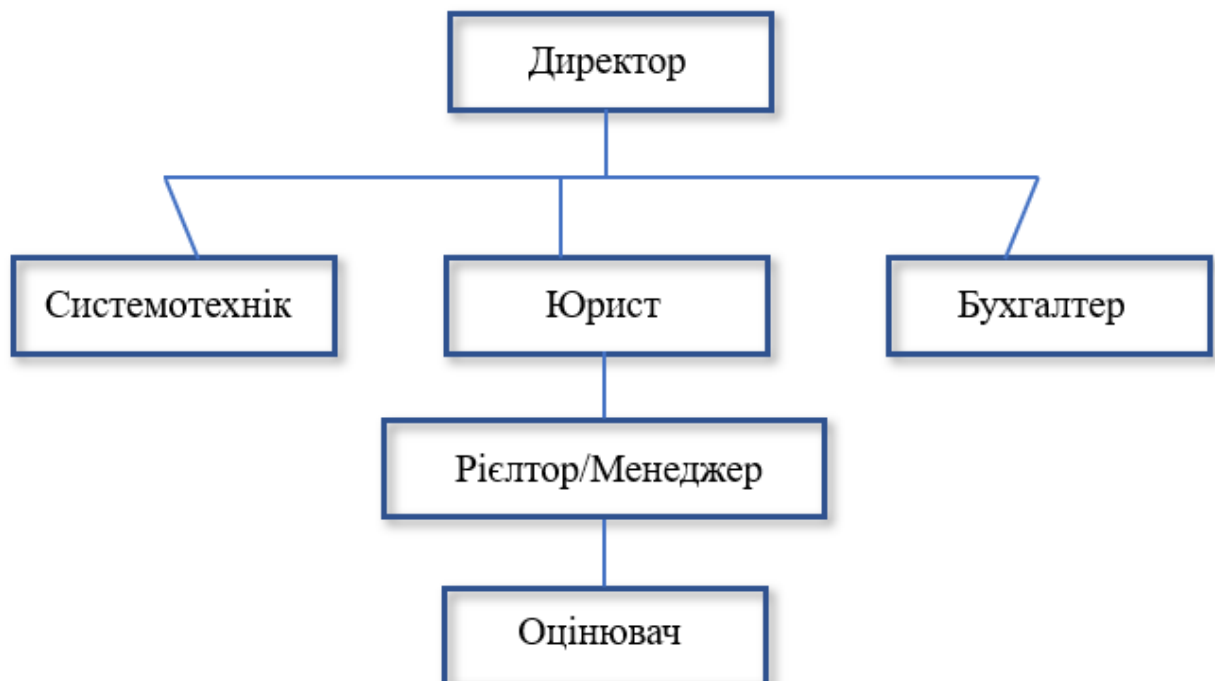 Директор
Системотехнік
Юрист
Бухгалтер
Рієлтор/Менеджер
Оцінювач